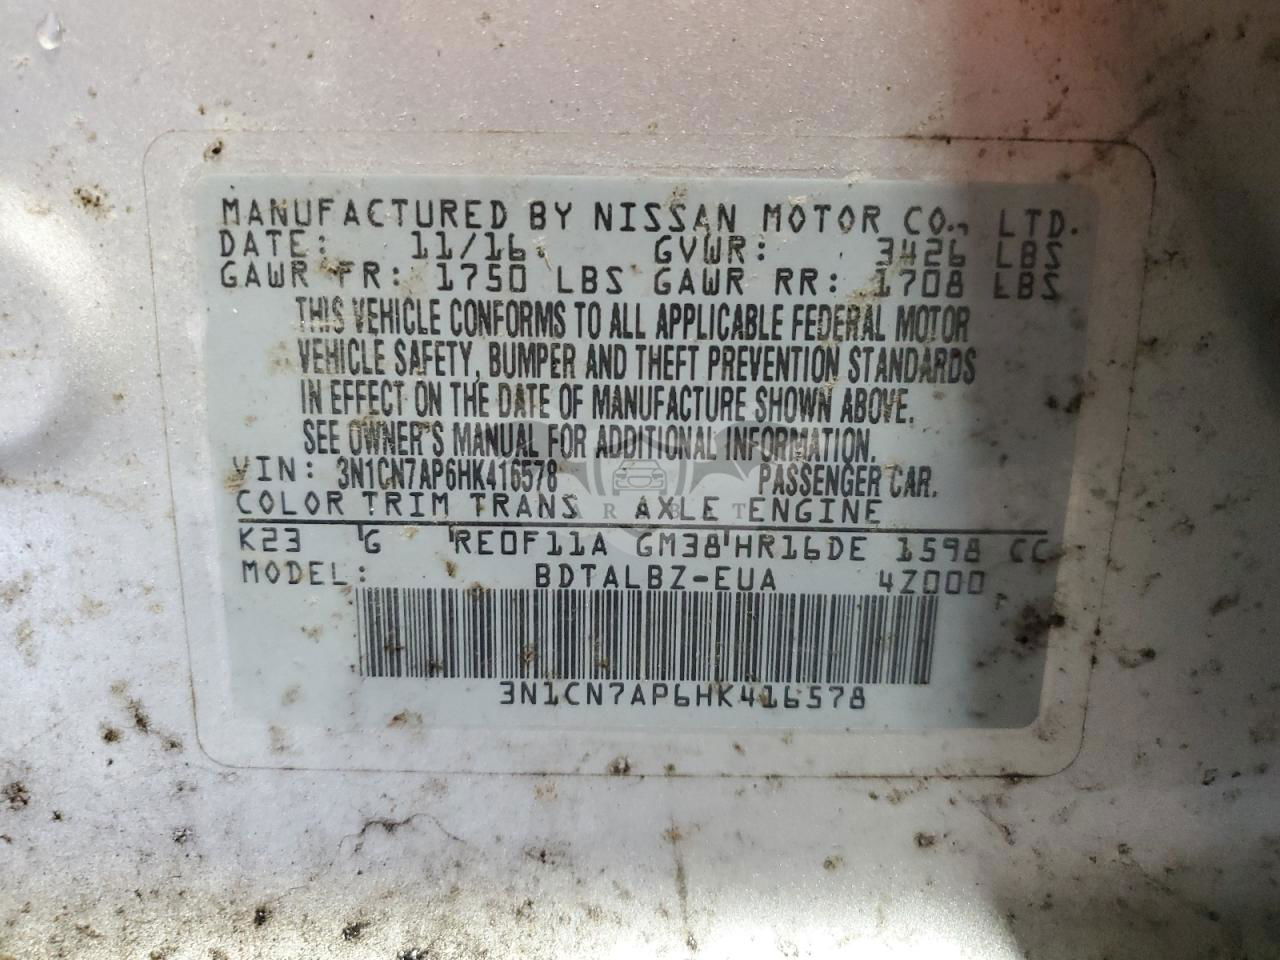 MANUFACTURED BY NISSAN MOTOR CO., LTD.
DATE: 11/16 GVWR: 3426 LBS
GAWR FR: 1750 LBS GAWR RR: 1708 LBS
THIS VEHICLE CONFORMS TO ALL APPLICABLE FEDERAL MOTOR
VEHICLE SAFETY, BUMPER AND THEFT PREVENTION STANDARDS
IN EFFECT ON THE DATE OF MANUFACTURE SHOWN ABOVE.
SEE OWNER'S MANUAL FOR ADDITIONAL INFORMATION.
VIN: 3N1CN7AP6HK416578 PASSENGER CAR.
COLOR TRIM TRANS AXLE ENGINE
K23 G RE0F11A GM38 HR16DE 1598 CC
MODEL: BDTALBZ-EUA 4Z000
3N1CN7AP6HK416578